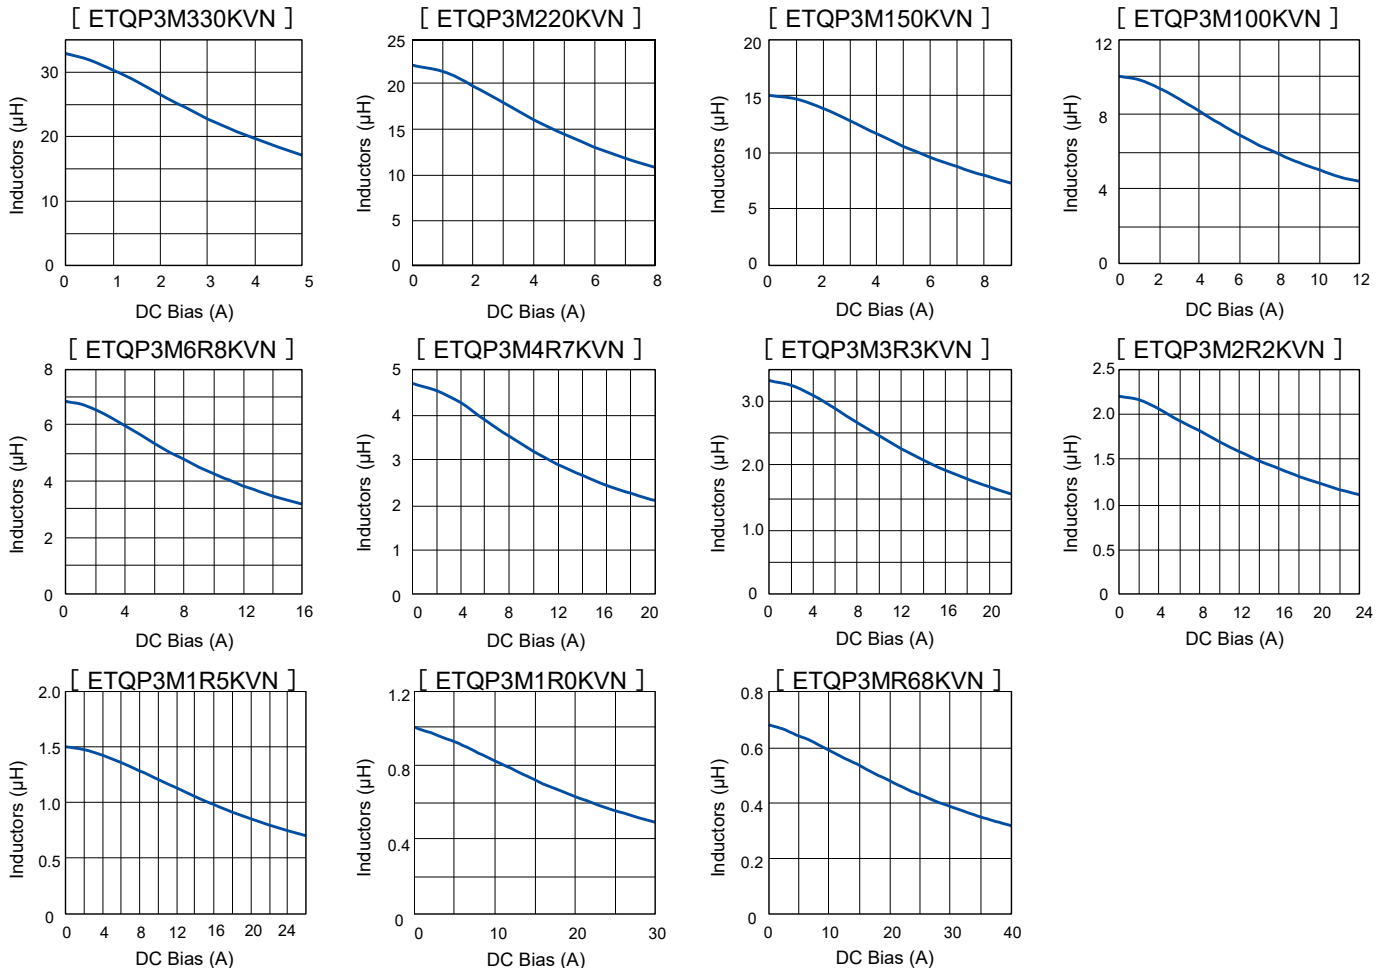 [ ETQP3M330KVN ]
Inductors (µH)
30
20
10
0
0 1 2 3 4 5
DC Bias (A)
[ ETQP3M220KVN ]
Inductors (µH)
25
20
15
10
5
0
0 2 4 6 8
DC Bias (A)
[ ETQP3M150KVN ]
Inductors (µH)
20
15
10
5
0
0 2 4 6 8
DC Bias (A)
[ ETQP3M100KVN ]
Inductors (µH)
12
8
4
0
0 2 4 6 8 10 12
DC Bias (A)
[ ETQP3M6R8KVN ]
Inductors (µH)
8
6
4
2
0
0 4 8 12 16
DC Bias (A)
[ ETQP3M4R7KVN ]
Inductors (µH)
5
4
3
2
1
0
0 4 8 12 16 20
DC Bias (A)
[ ETQP3M3R3KVN ]
Inductors (µH)
3.0
2.0
1.0
0
0 4 8 12 16 20
DC Bias (A)
[ ETQP3M2R2KVN ]
Inductors (µH)
2.5
2.0
1.5
1.0
0.5
0
0 4 8 12 16 20 24
DC Bias (A)
[ ETQP3M1R5KVN ]
Inductors (µH)
2.0
1.5
1.0
0.5
0
0 4 8 12 16 20 24
DC Bias (A)
[ ETQP3M1R0KVN ]
Inductors (µH)
1.2
0.8
0.4
0
0 10 20 30
DC Bias (A)
[ ETQP3MR68KVN ]
Inductors (µH)
0.8
0.6
0.4
0.2
0
0 10 20 30 40
DC Bias (A)